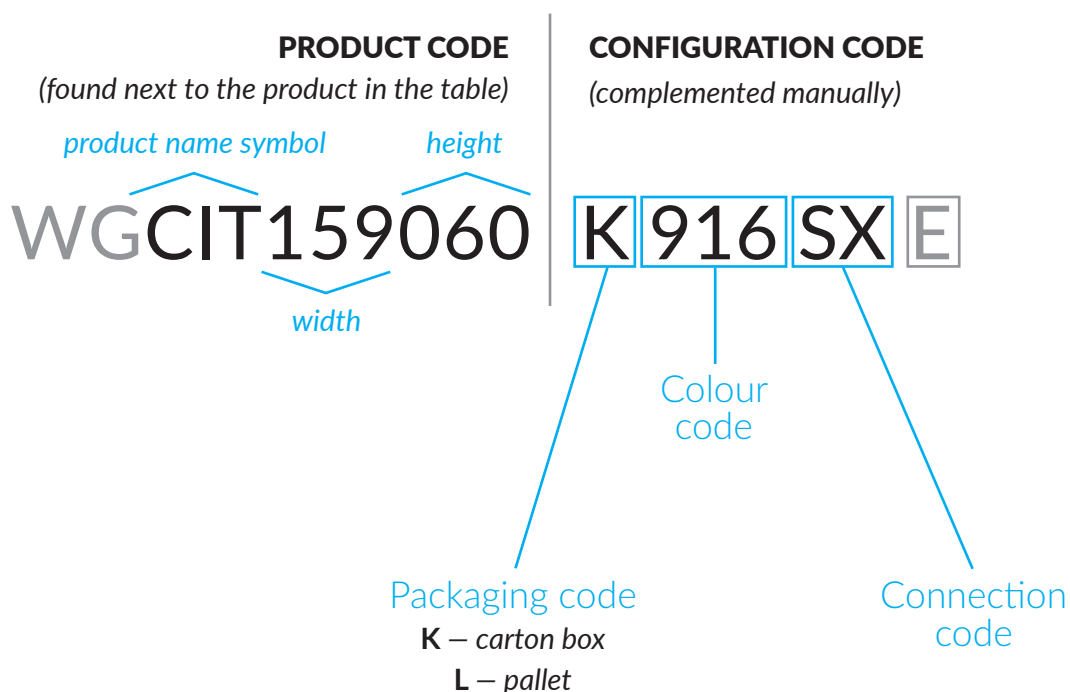 PRODUCT CODE
(found next to the product in the table)
CONFIGURATION CODE
(complemented manually)
product name symbol
height
WGCIT159060 K 916 SX E
width
Colour
code
Packaging code
K – carton box
L – pallet
Connection
code